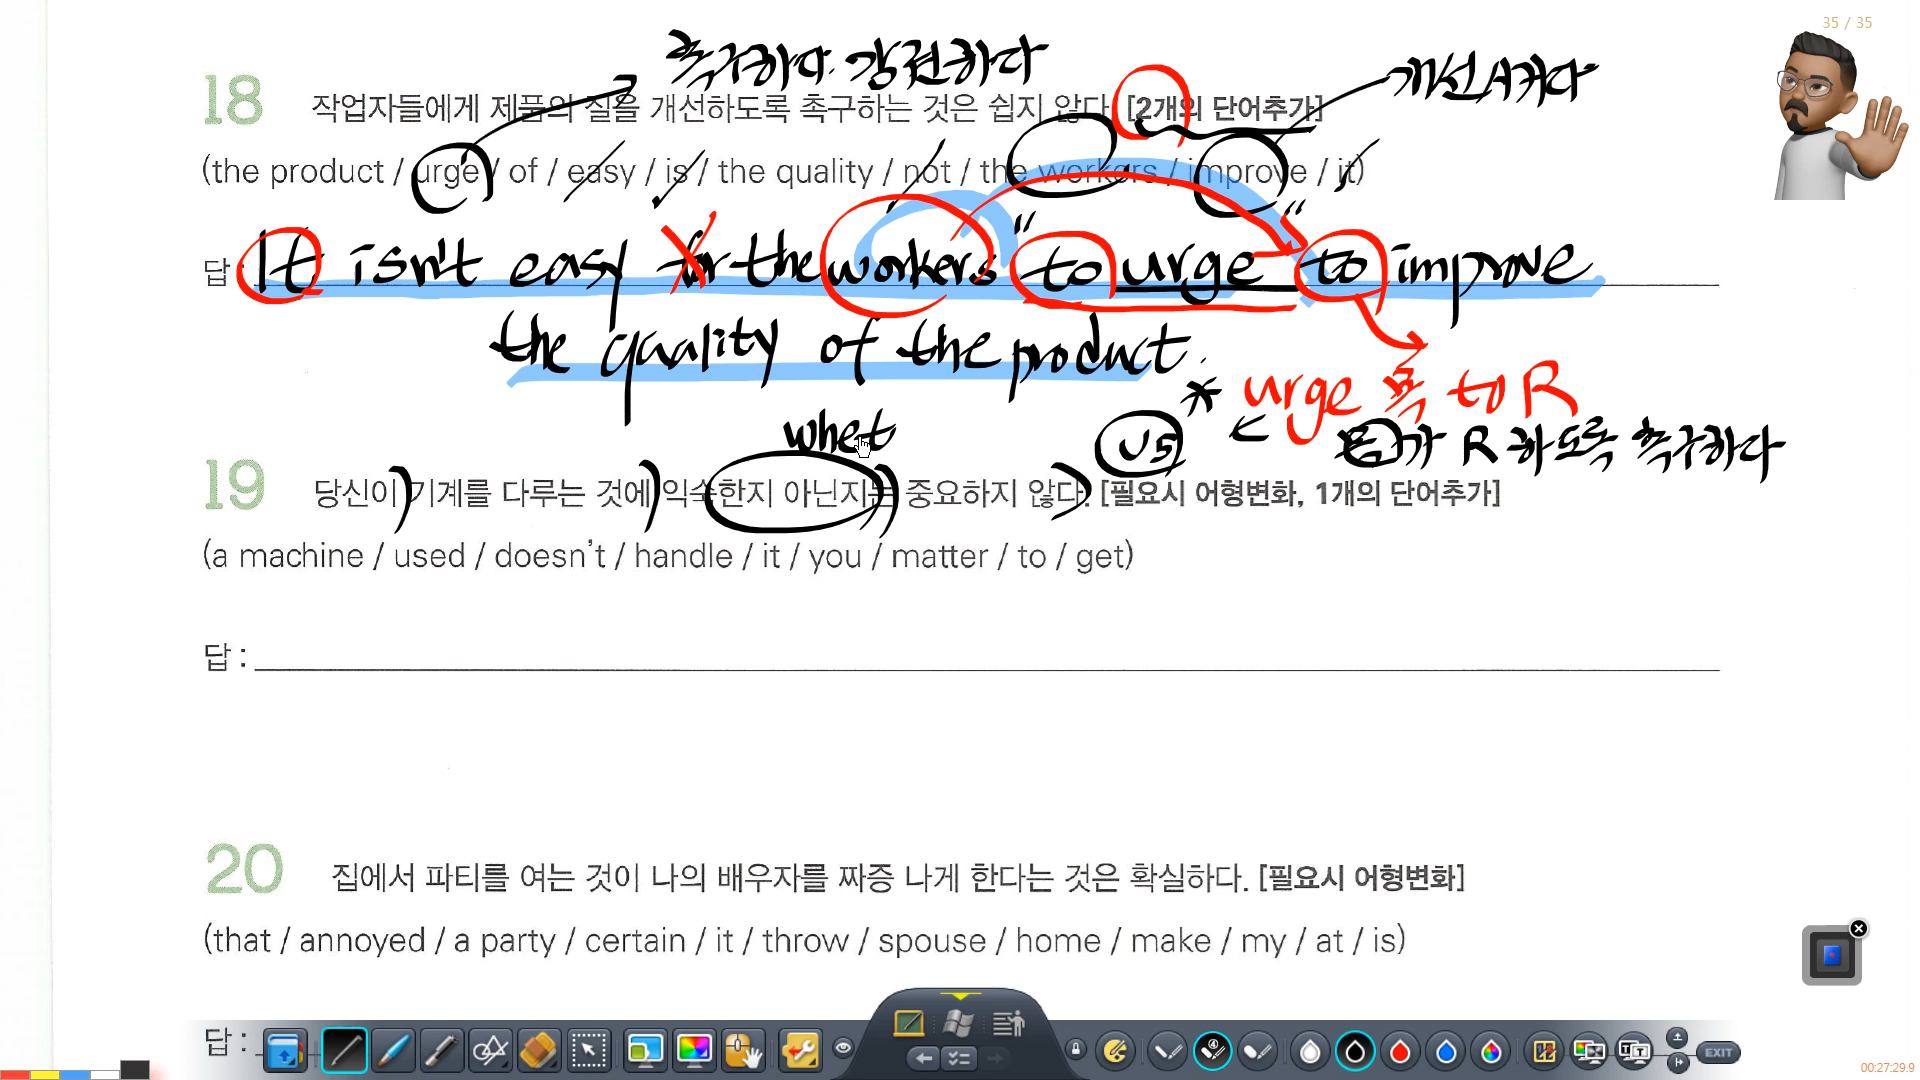 35 / 35
촉구하다. 강권하다
개선시키다
18 작업자들에게 제품의 질을 개선하도록 촉구하는 것은 쉽지 않다. [2개의 단어추가]
(the product / urge / of / easy / is / the quality / not / the workers / improve / it)
답 : It isn't easy for the workers "to urge" to improve
the quality of the product.
* urge 목 to R
목가 R 하도록 촉구하다
whet
VS
19 당신이 기계를 다루는 것에 익숙한지 아닌지는 중요하지 않다. [필요시 어형변화, 1개의 단어추가]
(a machine / used / doesn't / handle / it / you / matter / to / get)
답 :
20 집에서 파티를 여는 것이 나의 배우자를 짜증 나게 한다는 것은 확실하다. [필요시 어형변화]
(that / annoyed / a party / certain / it / throw / spouse / home / make / my / at / is)
답 :
EXIT
00:27:29.9